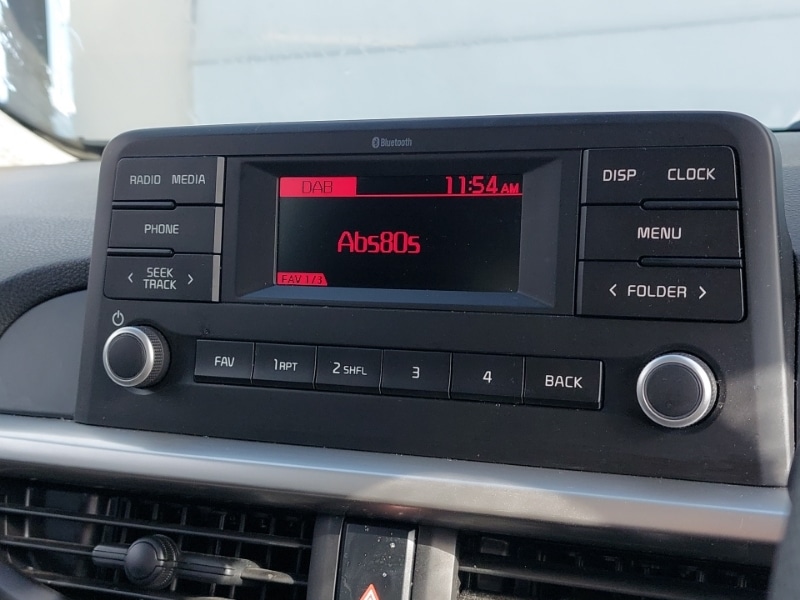 Bluetooth
RADIO MEDIA
DAB
11:54 AM
DISP CLOCK
PHONE
Abs80s
MENU
< SEEK TRACK >
FAV 1/3
< FOLDER >
FAV
1 RPT
2 SHFL
3
4
BACK